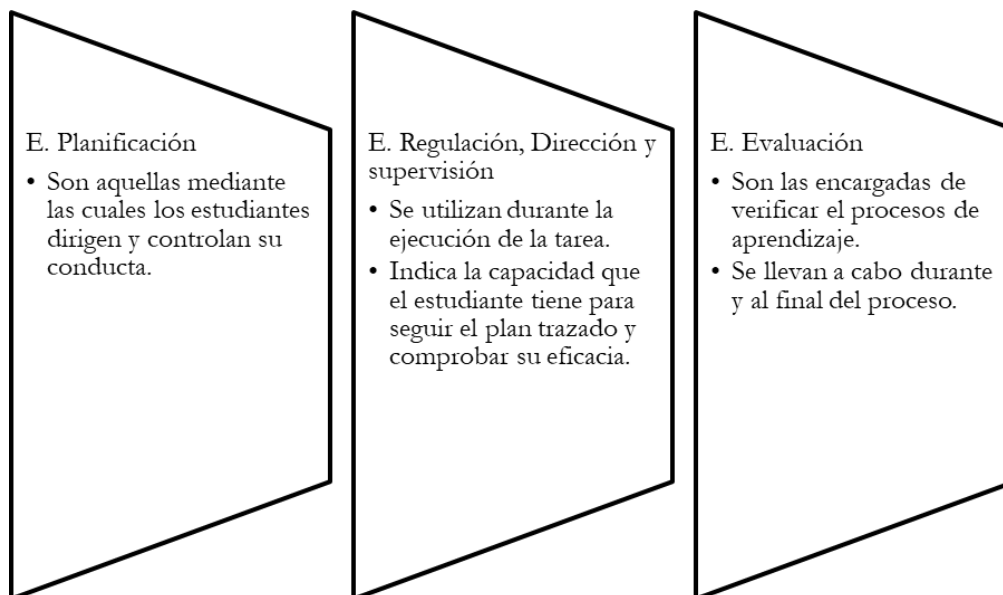 E. Planificación
• Son aquellas mediante
las cuales los estudiantes
dirigen y controlan su
conducta.
E. Regulación, Dirección y
supervisión
• Se utilizan durante la
ejecución de la tarea.
• Indica la capacidad que
el estudiante tiene para
seguir el plan trazado y
comprobar su eficacia.
E. Evaluación
• Son las encargadas de
verificar el procesos de
aprendizaje.
• Se llevan a cabo durante
y al final del proceso.